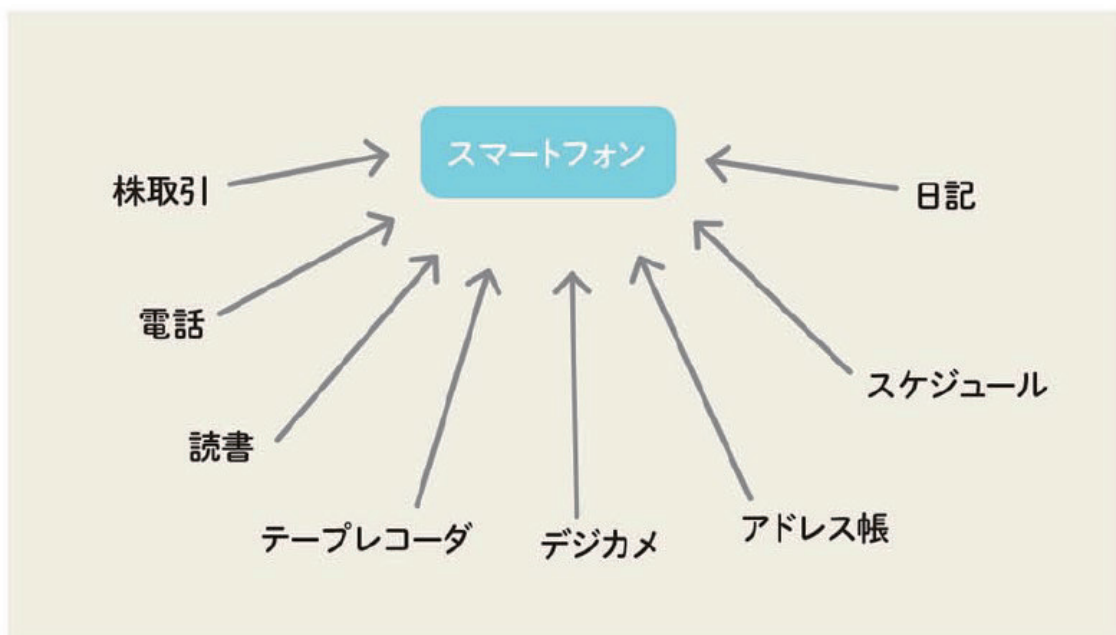 スマートフォン
株取引
日記
電話
スケジュール
読書
テープレコーダ
デジカメ
アドレス帳